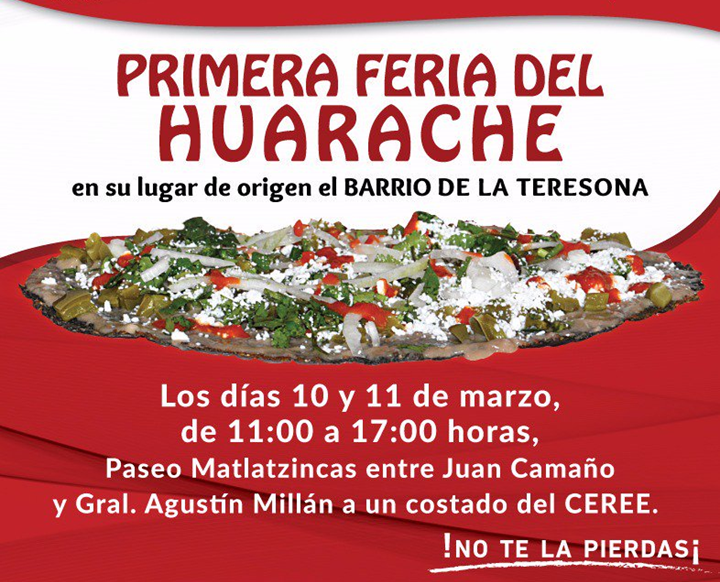 PRIMERA FERIA DEL
HUARACHE
en su lugar de origen el BARRIO DE LA TERESONA
Los días 10 y 11 de marzo,
de 11:00 a 17:00 horas,
Paseo Matlatzincas entre Juan Camaño
y Gral. Agustín Millán a un costado del CEREE.
!NO TE LA PIERDAS¡